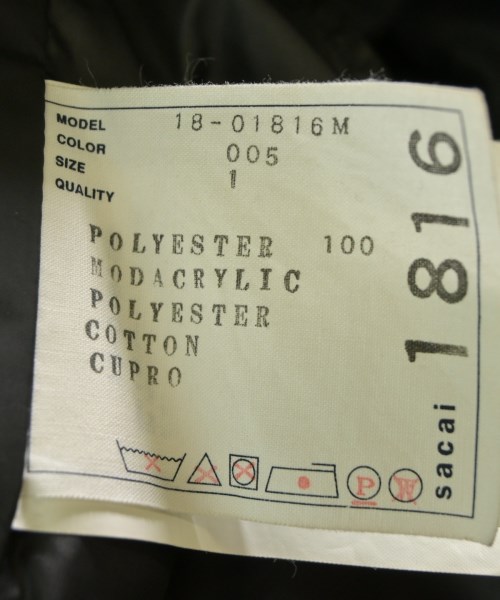 MODEL 18-01816M
COLOR 005
SIZE 1
QUALITY
POLYESTER 100
MODACRYLIC
POLYESTER
COTTON
CUPRO
P W
sacai 1816